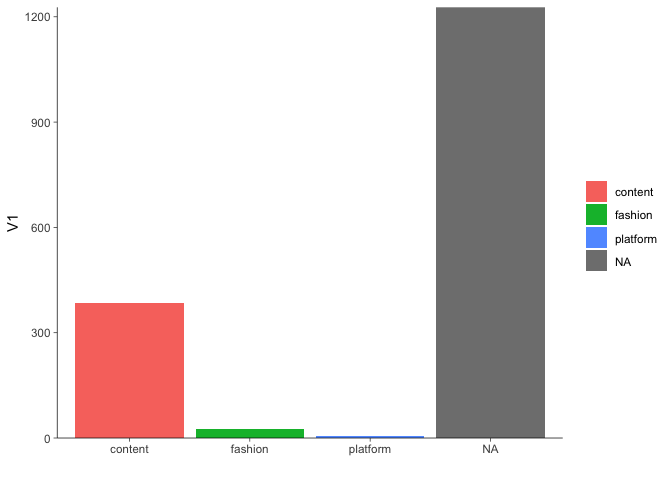 V1
1200
900
600
300
0
content
fashion
platform
NA
content
fashion
platform
NA